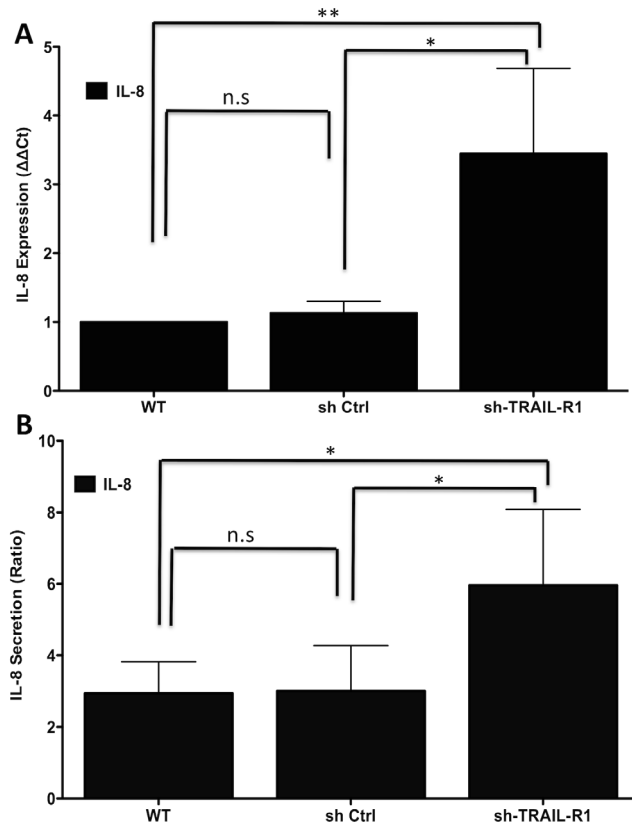 A
**
*
n.s
IL-8
IL-8 Expression (ΔΔCt)
5
4
3
2
1
0
WT sh Ctrl sh-TRAIL-R1
B
*
*
n.s
IL-8
IL-8 Secretion (Ratio)
10
8
6
4
2
0
WT sh Ctrl sh-TRAIL-R1